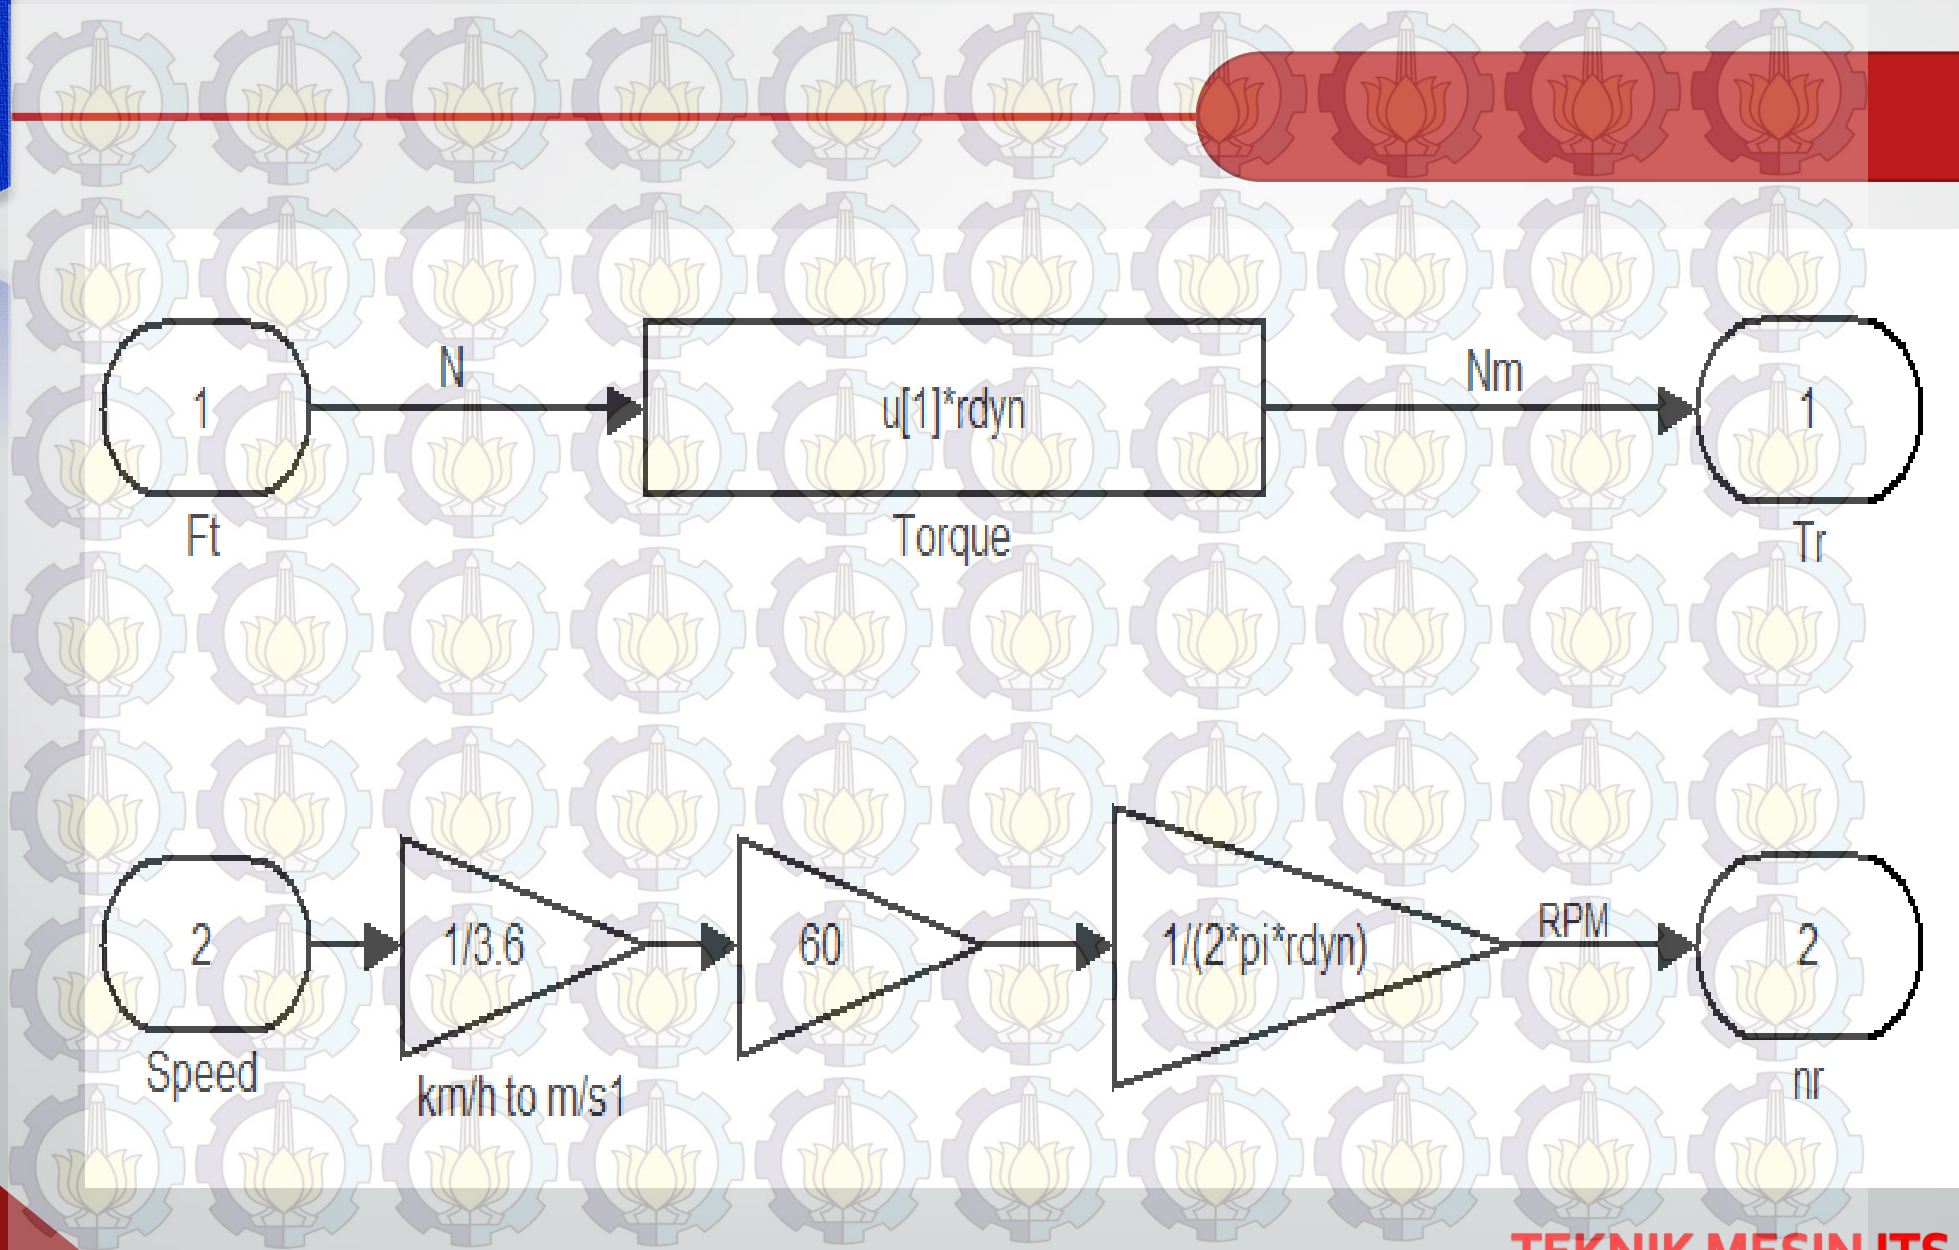 1 N u[1]*rdyn Nm 1
Ft Torque Tr
2 1/3.6 60 1/(2*pi*rdyn) RPM 2
Speed km/h to m/s1 nr
TEKNIK MESIN ITS